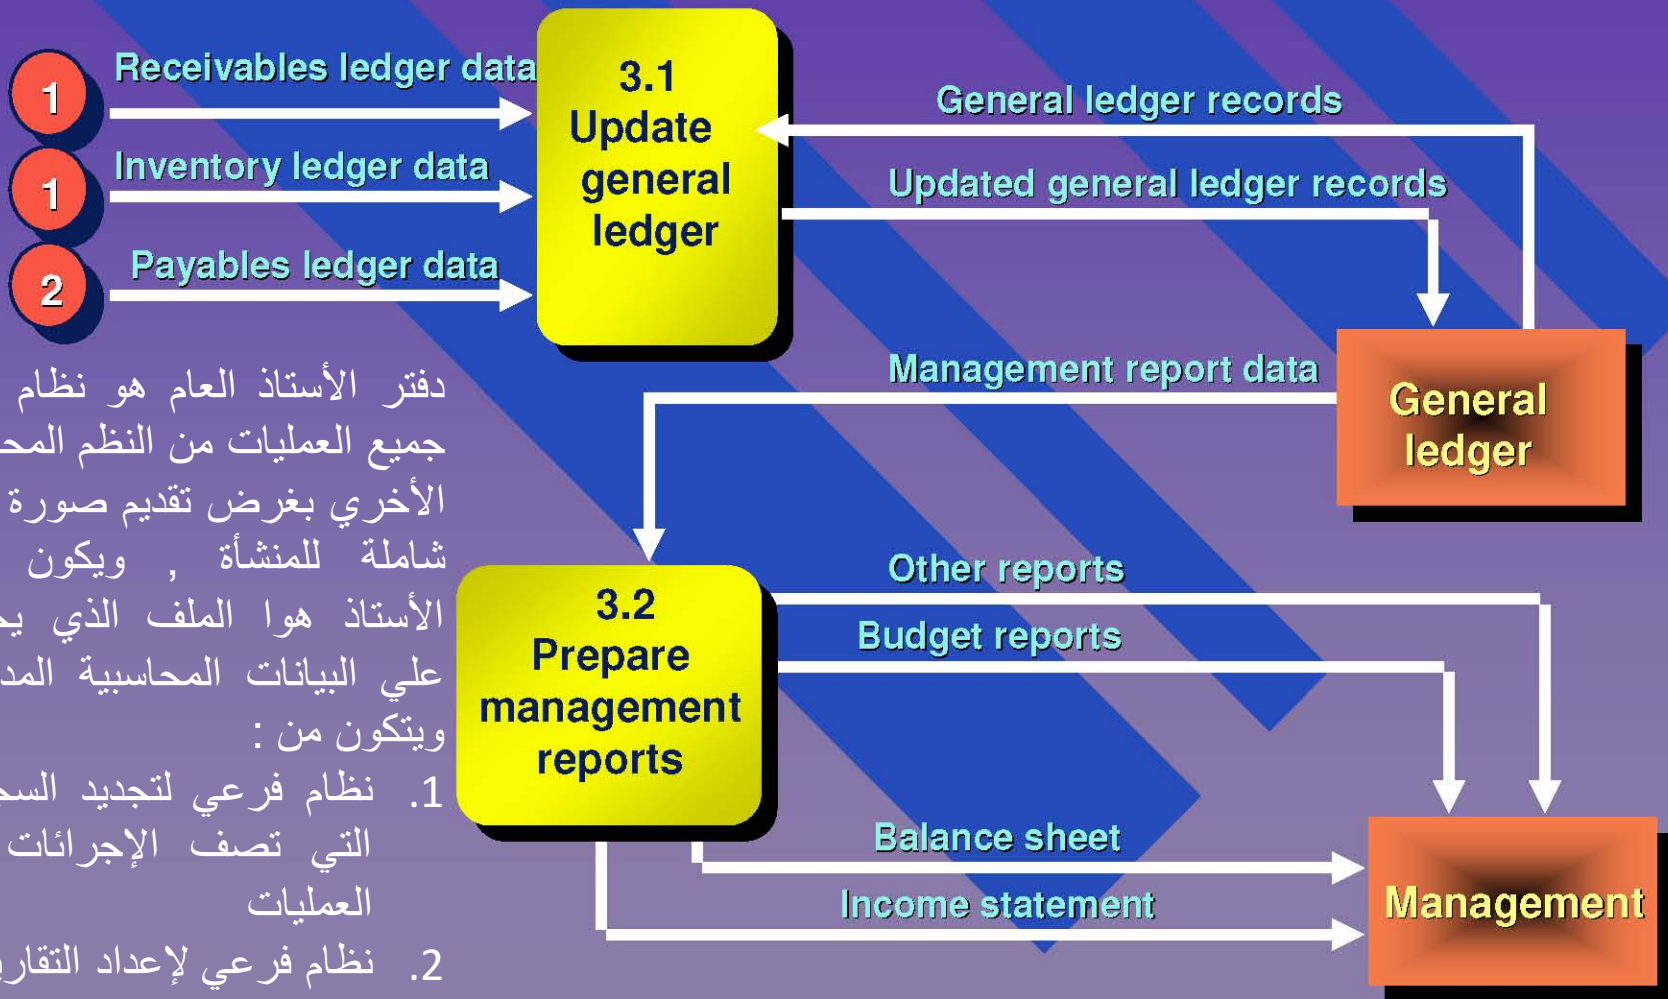 1
Receivables ledger data
1
Inventory ledger data
2
Payables ledger data
3.1
Update
general
ledger
General ledger records
Updated general ledger records
Management report data
General
ledger
دفتر الأستاذ العام هو نظام
جميع العمليات من النظم
الأخري بغرض تقديم صورة
شاملة للمنشأة , ويكون
الأستاذ هوا الملف الذي
علي البيانات المحاسبية
ويتكون من :
1. نظام فرعي لتجديد
التي تصف الإجرائات
العمليات
2. نظام فرعي لإعداد
3.2
Prepare
management
reports
Other reports
Budget reports
Balance sheet
Income statement
Management